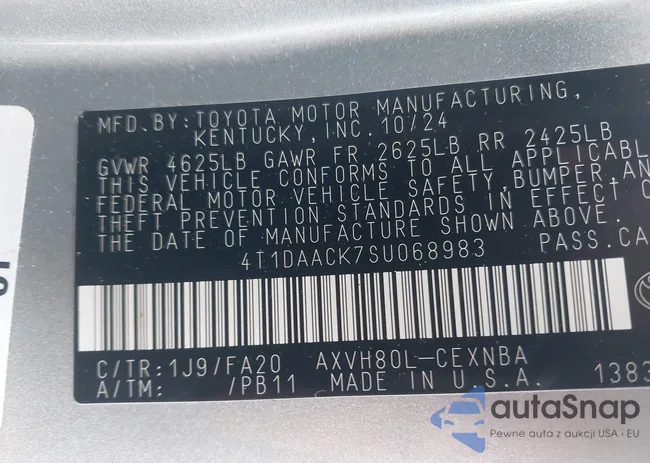 MFD.BY:TOYOTA MOTOR MANUFACTURING,
KENTUCKY,INC.10/24
GVWR 4625LB GAWR FR 2625LB RR 2425LB
THIS VEHICLE CONFORMS TO ALL APPLICABL
FEDERAL MOTOR VEHICLE SAFETY,BUMPER,AN
THEFT PREVENTION STANDARDS IN EFFECT O
THE DATE OF MANUFACTURE SHOWN ABOVE.
4T1DAACK7SU068983 PASS.CA
C/TR:1J9/FA20 AXVH80L-CEXNBA
A/TM: /PB11 MADE IN U.S.A. 1383
autaSnap
Pewne auta z aukcji USA i EU